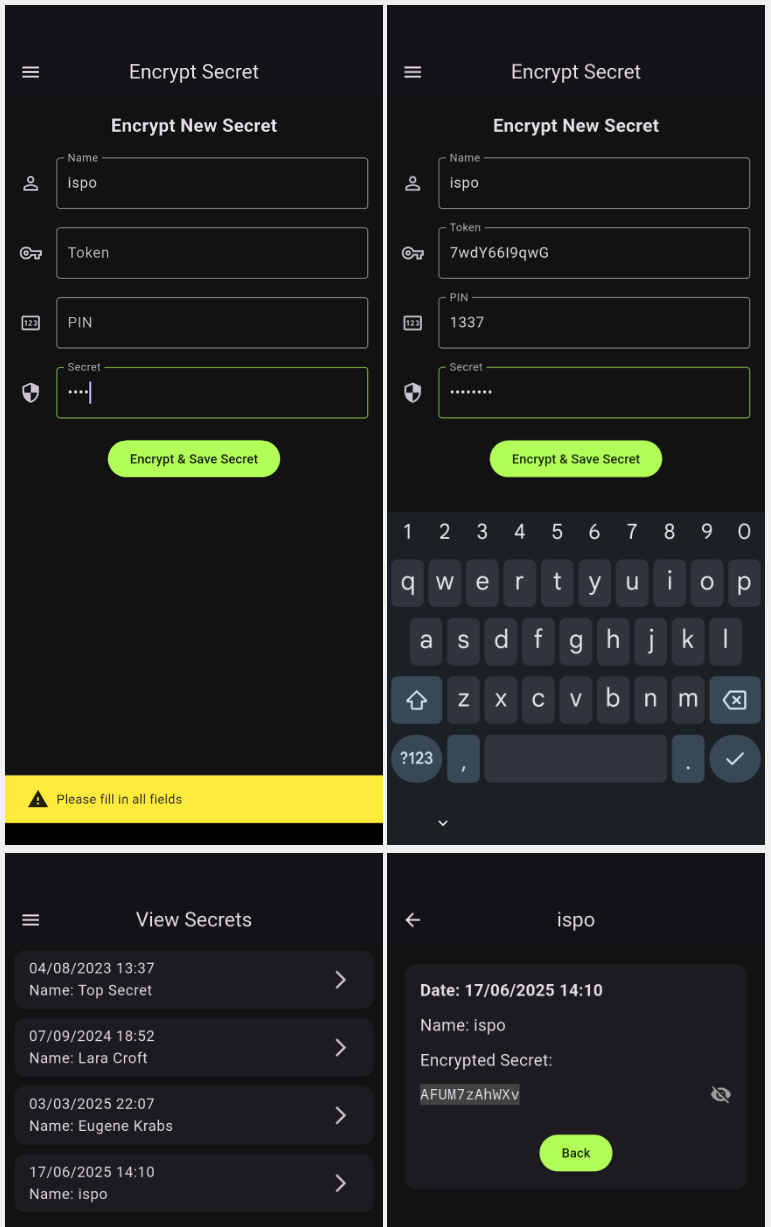 Encrypt Secret
Encrypt New Secret
Name
ispo
Token
123
PIN
Secret
••••
Encrypt & Save Secret
Please fill in all fields
Encrypt Secret
Encrypt New Secret
Name
ispo
Token
7wdY66I9qwG
PIN
123
1337
Secret
••••••••
Encrypt & Save Secret
1 2 3 4 5 6 7 8 9 0
q w e r t y u i o p
a s d f g h j k l
z x c v b n m
?123 , .
View Secrets
04/08/2023 13:37
Name: Top Secret
07/09/2024 18:52
Name: Lara Croft
03/03/2025 22:07
Name: Eugene Krabs
17/06/2025 14:10
Name: ispo
ispo
Date: 17/06/2025 14:10
Name: ispo
Encrypted Secret:
AFUM7zAhWXv
Back